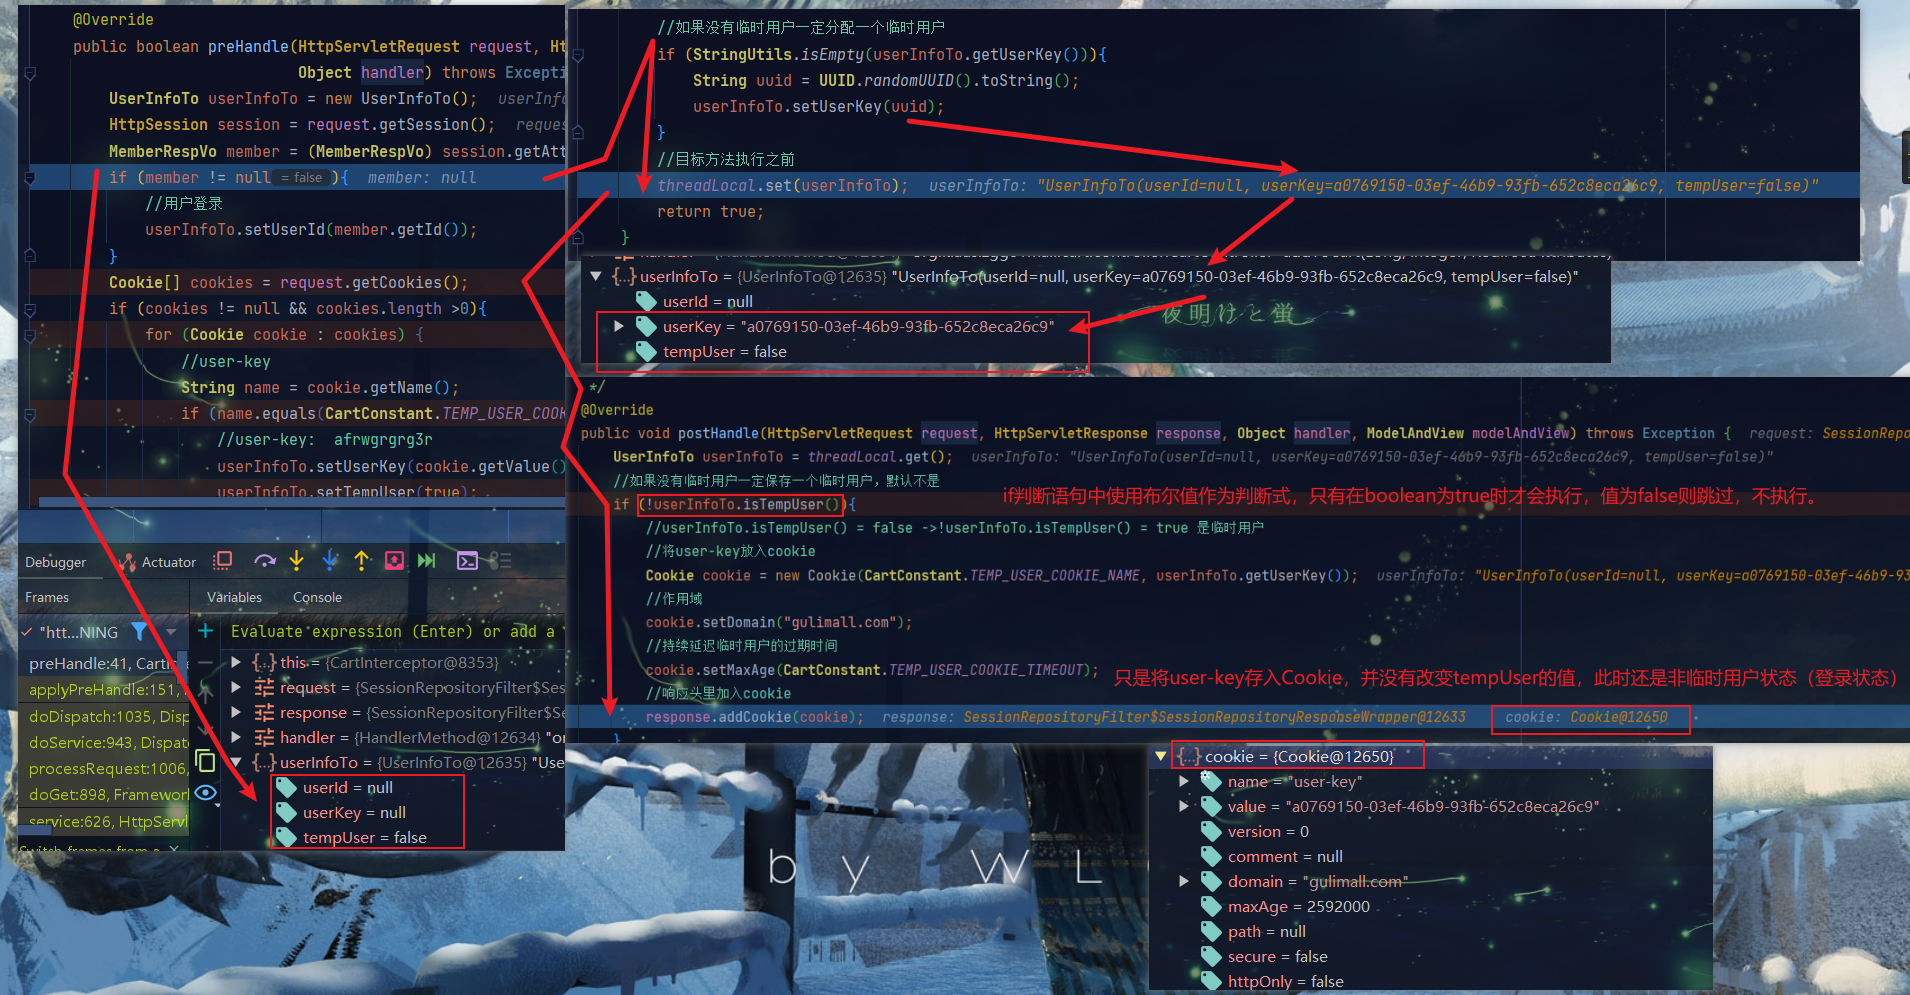 @Override
public boolean preHandle(HttpServletRequest request, Ht
Object handler) throws Excepti
UserInfoTo userInfoTo = new UserInfoTo();  userInfo
HttpSession session = request.getSession();  reques
MemberRespVo member = (MemberRespVo) session.getAtt
if (member != null = false ){  member: null
//用户登录
userInfoTo.setUserId(member.getId());
}
Cookie[] cookies = request.getCookies();
if (cookies != null && cookies.length >0){
for (Cookie cookie : cookies) {
//user-key
String name = cookie.getName();
if (name.equals(CartConstant.TEMP_USER_COOK
//user-key:  afrwgrgrg3r
userInfoTo.setUserKey(cookie.getValue()
userInfoTo.setTempUser(true);
Debugger
Actuator
Frames
Variables
Console
"htt...NING
preHandle:41, CartIn
applyPreHandle:151,
doDispatch:1035, Disp
doService:943, Dispat
processRequest:1006,
doGet:898, Framework
service:626, HttpServl
Switch frames from a
Evaluate expression (Enter) or add a
this = {CartInterceptor@8353}
request = {SessionRepositoryFilter$Ses
response = {SessionRepositoryFilter$Se
handler = {HandlerMethod@12634} "or
userInfoTo = {UserInfoTo@12635} "Use
userId = null
userKey = null
tempUser = false
//如果没有临时用户一定分配一个临时用户
if (StringUtils.isEmpty(userInfoTo.getUserKey())){
String uuid = UUID.randomUUID().toString();
userInfoTo.setUserKey(uuid);
}
//目标方法执行之前
threadLocal.set(userInfoTo);  userInfoTo: "UserInfoTo(userId=null, userKey=a0769150-03ef-46b9-93fb-652c8eca26c9, tempUser=false)"
return true;
}
userInfoTo = {UserInfoTo@12635} "UserInfoTo(userId=null, userKey=a0769150-03ef-46b9-93fb-652c8eca26c9, tempUser=false)"
userId = null
userKey = "a0769150-03ef-46b9-93fb-652c8eca26c9"
tempUser = false
夜明けと蛍
*/
@Override
public void postHandle(HttpServletRequest request, HttpServletResponse response, Object handler, ModelAndView modelAndView) throws Exception {  request: SessionRepo
UserInfoTo userInfoTo = threadLocal.get();  userInfoTo: "UserInfoTo(userId=null, userKey=a0769150-03ef-46b9-93fb-652c8eca26c9, tempUser=false)"
//如果没有临时用户一定保存一个临时用户，默认不是
if (!userInfoTo.isTempUser()){
if判断语句中使用布尔值作为判断式，只有在boolean为true时才会执行，值为false则跳过，不执行。
//userInfoTo.isTempUser() = false ->!userInfoTo.isTempUser() = true 是临时用户
//将user-key放入cookie
Cookie cookie = new Cookie(CartConstant.TEMP_USER_COOKIE_NAME, userInfoTo.getUserKey());  userInfoTo: "UserInfoTo(userId=null, userKey=a0769150-03ef-46b9-93
//作用域
cookie.setDomain("gulimall.com");
//持续延迟临时用户的过期时间
cookie.setMaxAge(CartConstant.TEMP_USER_COOKIE_TIMEOUT);
只是将user-key存入Cookie，并没有改变tempUser的值，此时还是非临时用户状态（登录状态）
//响应头里加入cookie
response.addCookie(cookie);  response: SessionRepositoryFilter$SessionRepositoryResponseWrapper@12633  cookie: Cookie@12650
}
cookie = {Cookie@12650}
name = "user-key"
value = "a0769150-03ef-46b9-93fb-652c8eca26c9"
version = 0
comment = null
domain = "gulimall.com"
maxAge = 2592000
path = null
secure = false
httpOnly = false
by WL